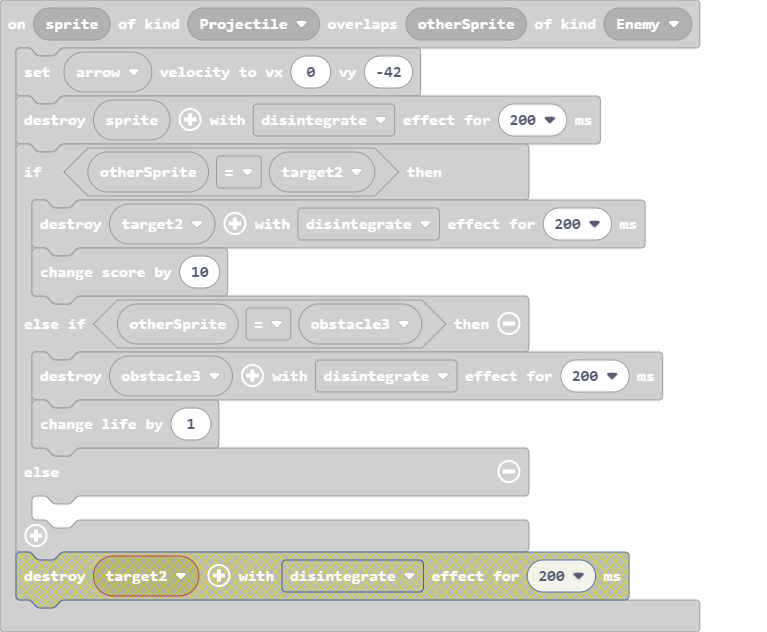 on sprite of kind Projectile overlaps otherSprite of kind Enemy
set arrow velocity to vx 0 vy -42
destroy sprite with disintegrate effect for 200 ms
if otherSprite = target2 then
destroy target2 with disintegrate effect for 200 ms
change score by 10
else if otherSprite = obstacle3 then
destroy obstacle3 with disintegrate effect for 200 ms
change life by 1
else
destroy target2 with disintegrate effect for 200 ms